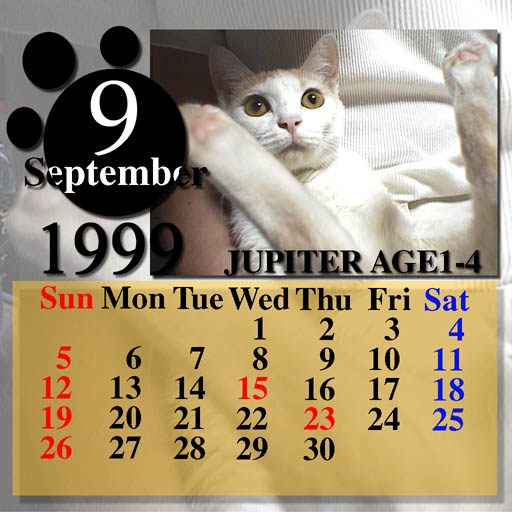 9
September
1999
JUPITER AGE1-4
Sun Mon Tue Wed Thu Fri Sat
1 2 3 4
5 6 7 8 9 10 11
12 13 14 15 16 17 18
19 20 21 22 23 24 25
26 27 28 29 30